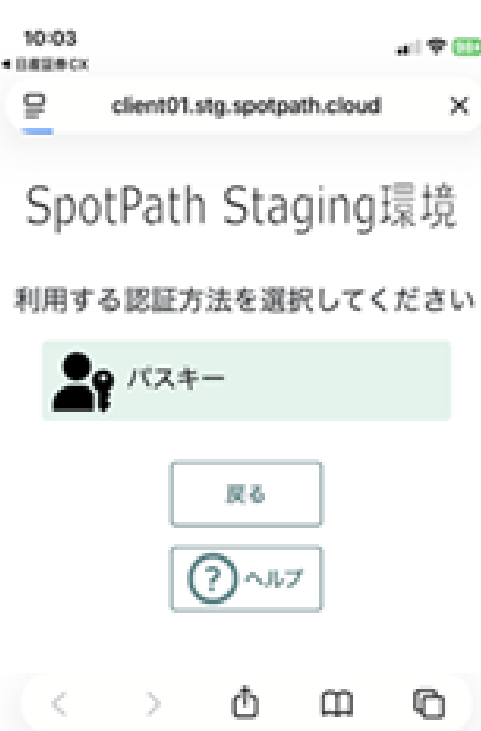 10:03
日産証券CX
client01.stg.spotpath.cloud
SpotPath Staging環境
利用する認証方法を選択してください
パスキー
戻る
? ヘルプ